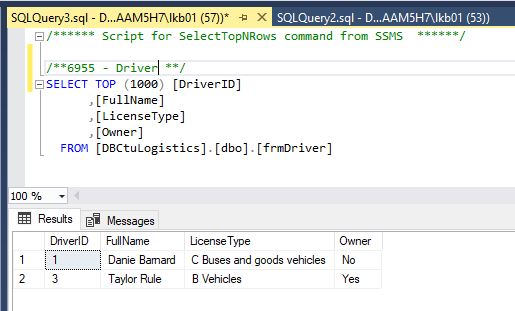 SQLQuery3.sql - D...AAM5H7\lkb01 (57))* SQLQuery2.sql - D...AAM5H7\lkb01 (53))
/****** Script for SelectTopNRows command from SSMS ******/
/**6955 - Driver **/
SELECT TOP (1000) [DriverID]
,[FullName]
,[LicenseType]
,[Owner]
FROM [DBCtuLogistics].[dbo].[frmDriver]
100 %
Results Messages
DriverID FullName LicenseType Owner
1 1 Danie Barnard C Buses and goods vehicles No
2 3 Taylor Rule B Vehicles Yes